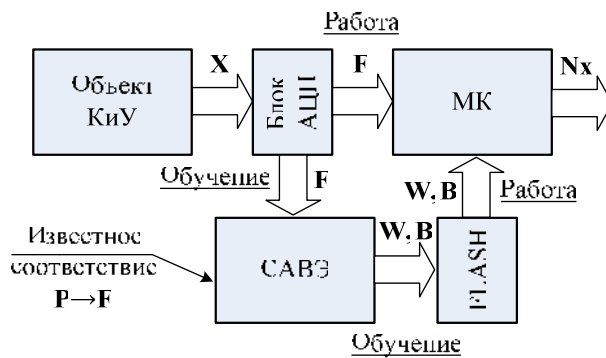 Работа
Объект
КиУ
X
Блок
АЦП
F
МК
Nx
Обучение
F
W, B
Работа
Известное
соответствие
P→F
САВЭ
W, B
FLASH
Обучение